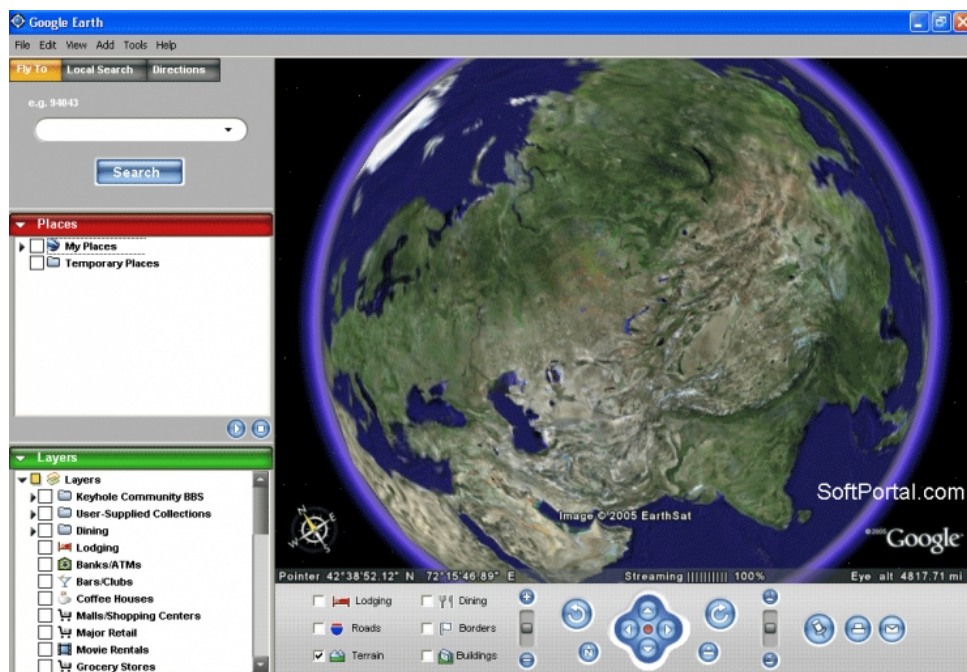 Google Earth
File Edit View Add Tools Help
Fly To Local Search Directions
e.g. 94043
Search
Places
My Places
Temporary Places
Layers
Layers
Keyhole Community BBS
User-Supplied Collections
Dining
Lodging
Banks/ATMs
Bars/Clubs
Coffee Houses
Malls/Shopping Centers
Major Retail
Movie Rentals
Grocery Stores
N
E
S
W
SoftPortal.com
Image © 2005 EarthSat
©2005 Google
Pointer 42°38'52.12" N 72°15'46.89" E Streaming |||||||||| 100% Eye alt 4817.71 mi
Lodging Dining
Roads Borders
Terrain Buildings
N